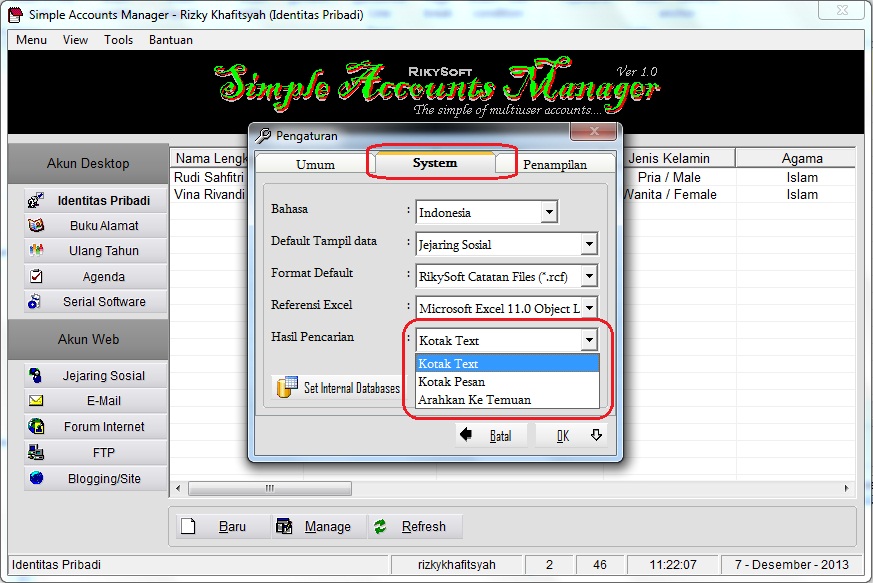 Simple Accounts Manager - Rizky Khafitsyah (Identitas Pribadi)
Menu View Tools Bantuan
RikySoft
Ver 1.0
Simple Accounts Manager
The simple of multiuser accounts....
Akun Desktop
Identitas Pribadi
Buku Alamat
Ulang Tahun
Agenda
Serial Software
Akun Web
Jejaring Sosial
E-Mail
Forum Internet
FTP
Blogging/Site
Nama Lengk Jenis Kelamin Agama
Rudi Sahfitri Pria / Male Islam
Vina Rivandi Wanita / Female Islam
Pengaturan
Umum System Penampilan
Bahasa : Indonesia
Default Tampil data : Jejaring Sosial
Format Default : RikySoft Catatan Files (*.rcf)
Referensi Excel : Microsoft Excel 11.0 Object L
Hasil Pencarian : Kotak Text
Kotak Text
Kotak Pesan
Arahkan Ke Temuan
Set Internal Databases
Batal OK
Baru Manage Refresh
Identitas Pribadi rizkykhafitsyah 2 46 11:22:07 7 - Desember - 2013